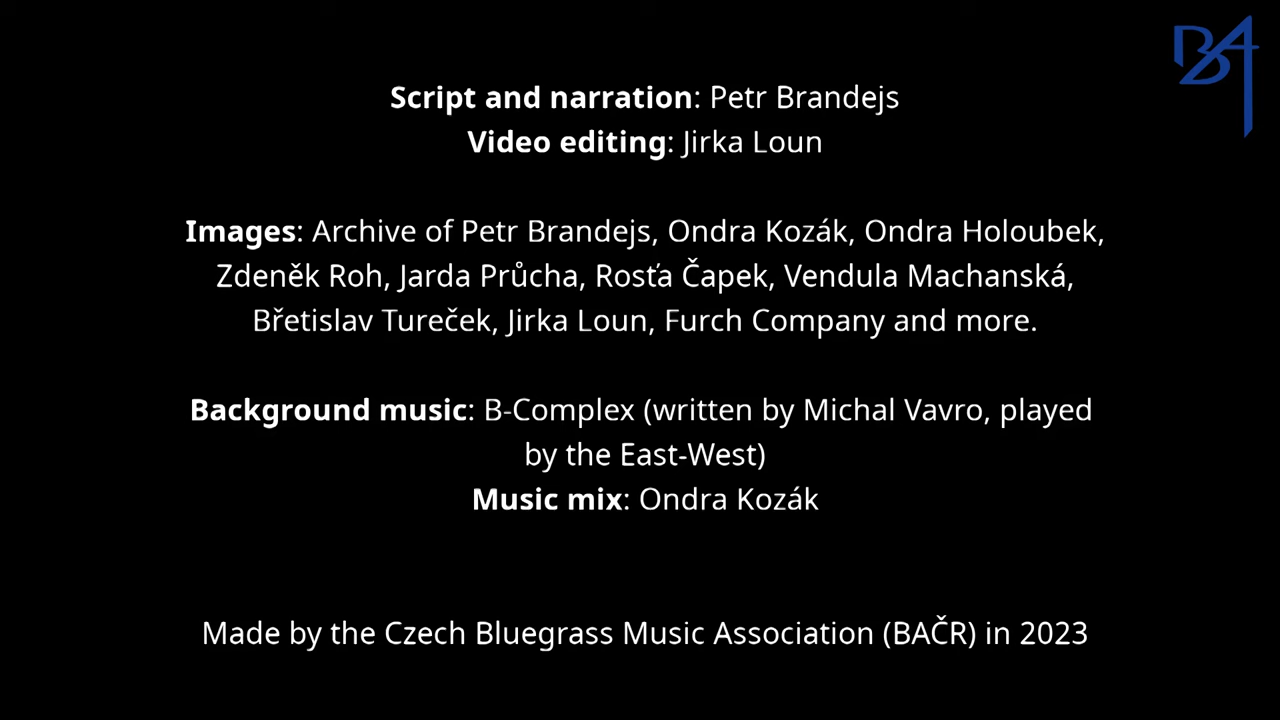 BA
Script and narration: Petr Brandejs
Video editing: Jirka Loun
Images: Archive of Petr Brandejs, Ondra Kozák, Ondra Holoubek,
Zdeněk Roh, Jarda Průcha, Rosťa Čapek, Vendula Machanská,
Břetislav Tureček, Jirka Loun, Furch Company and more.
Background music: B-Complex (written by Michal Vavro, played
by the East-West)
Music mix: Ondra Kozák
Made by the Czech Bluegrass Music Association (BAČR) in 2023